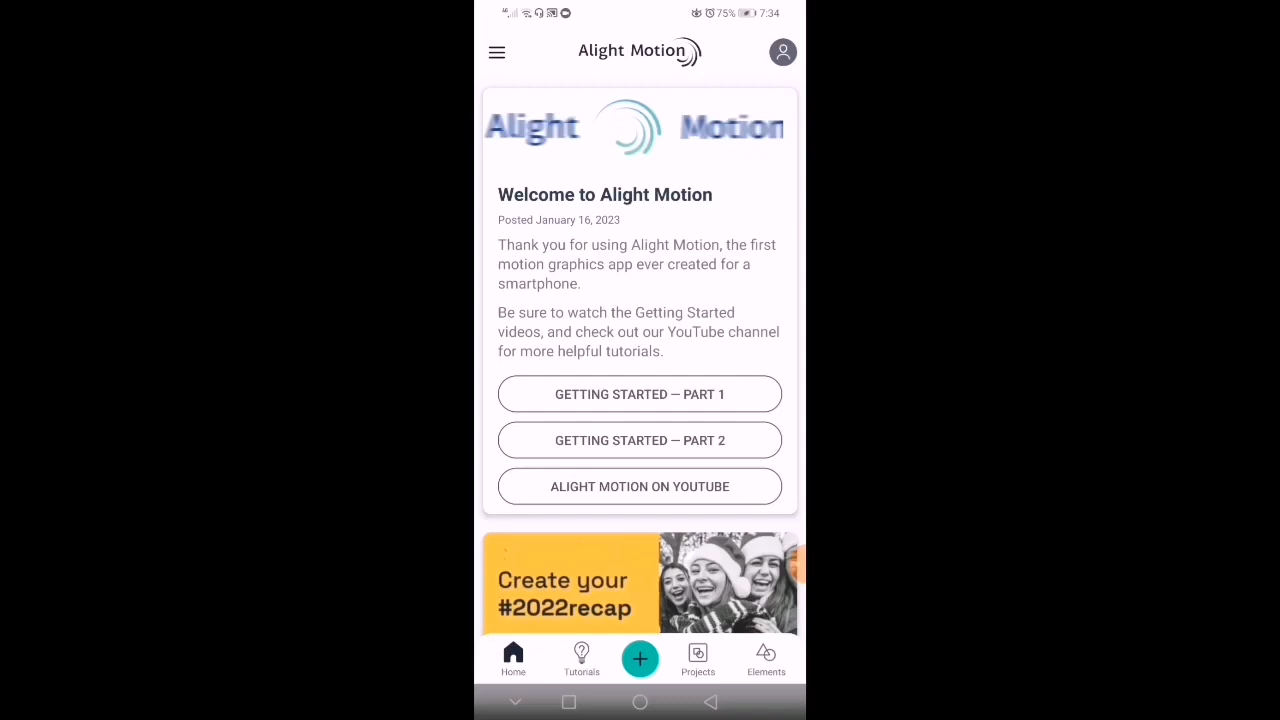 75% 7:34
Alight Motion
Alight Motion
Welcome to Alight Motion
Posted January 16, 2023
Thank you for using Alight Motion, the first
motion graphics app ever created for a
smartphone.
Be sure to watch the Getting Started
videos, and check out our YouTube channel
for more helpful tutorials.
GETTING STARTED — PART 1
GETTING STARTED — PART 2
ALIGHT MOTION ON YOUTUBE
Create your
#2022recap
Home Tutorials Projects Elements